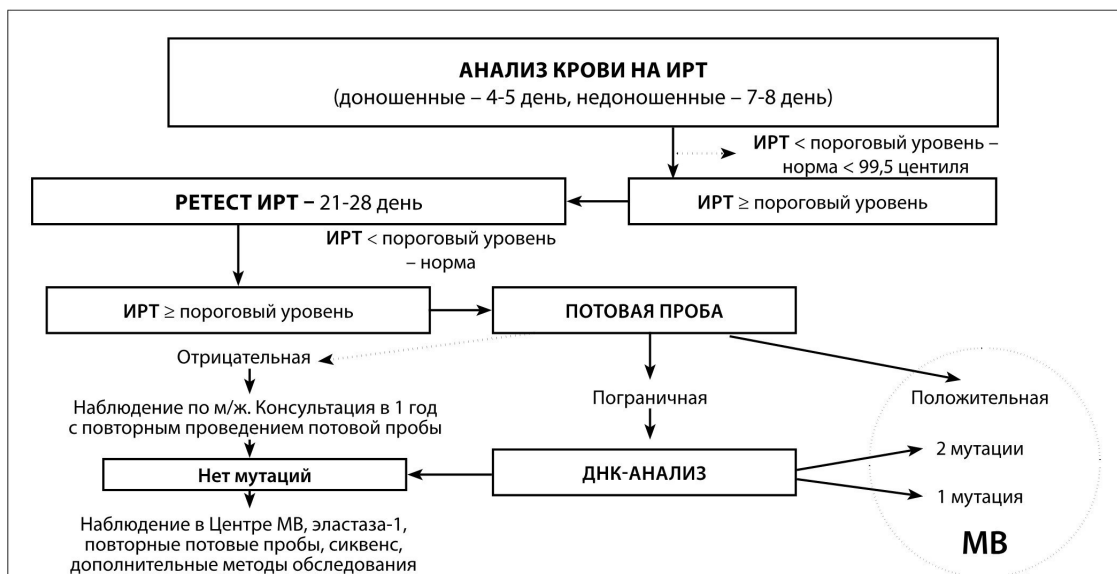 АНАЛИЗ КРОВИ НА ИРТ
(доношенные – 4-5 день, недоношенные – 7-8 день)
ИРТ < пороговый уровень –
норма < 99,5 центиля
РЕТЕСТ ИРТ – 21-28 день
ИРТ ≥ пороговый уровень
ИРТ < пороговый уровень
– норма
ИРТ ≥ пороговый уровень
ПОТОВАЯ ПРОБА
Отрицательная
Пограничная
Положительная
Наблюдение по м/ж. Консультация в 1 год
с повторным проведением потовой пробы
2 мутации
Нет мутаций
ДНК-АНАЛИЗ
1 мутация
Наблюдение в Центре МВ, эластаза-1,
повторные потовые пробы, сиквенс,
дополнительные методы обследования
МВ